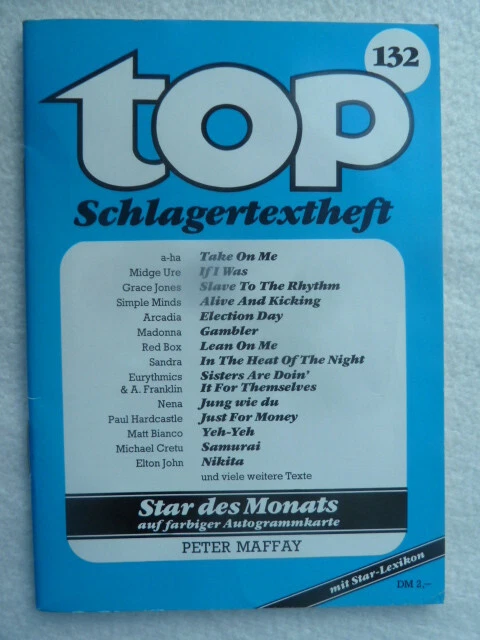 132
top
Schlagertextheft
a-ha Take On Me
Midge Ure If I Was
Grace Jones Slave To The Rhythm
Simple Minds Alive And Kicking
Arcadia Election Day
Madonna Gambler
Red Box Lean On Me
Sandra In The Heat Of The Night
Eurythmics Sisters Are Doin'
& A. Franklin It For Themselves
Nena Jung wie du
Paul Hardcastle Just For Money
Matt Bianco Yeh-Yeh
Michael Cretu Samurai
Elton John Nikita
und viele weitere Texte
Star des Monats
auf farbiger Autogrammkarte
PETER MAFFAY
mit Star-Lexikon
DM 2,–